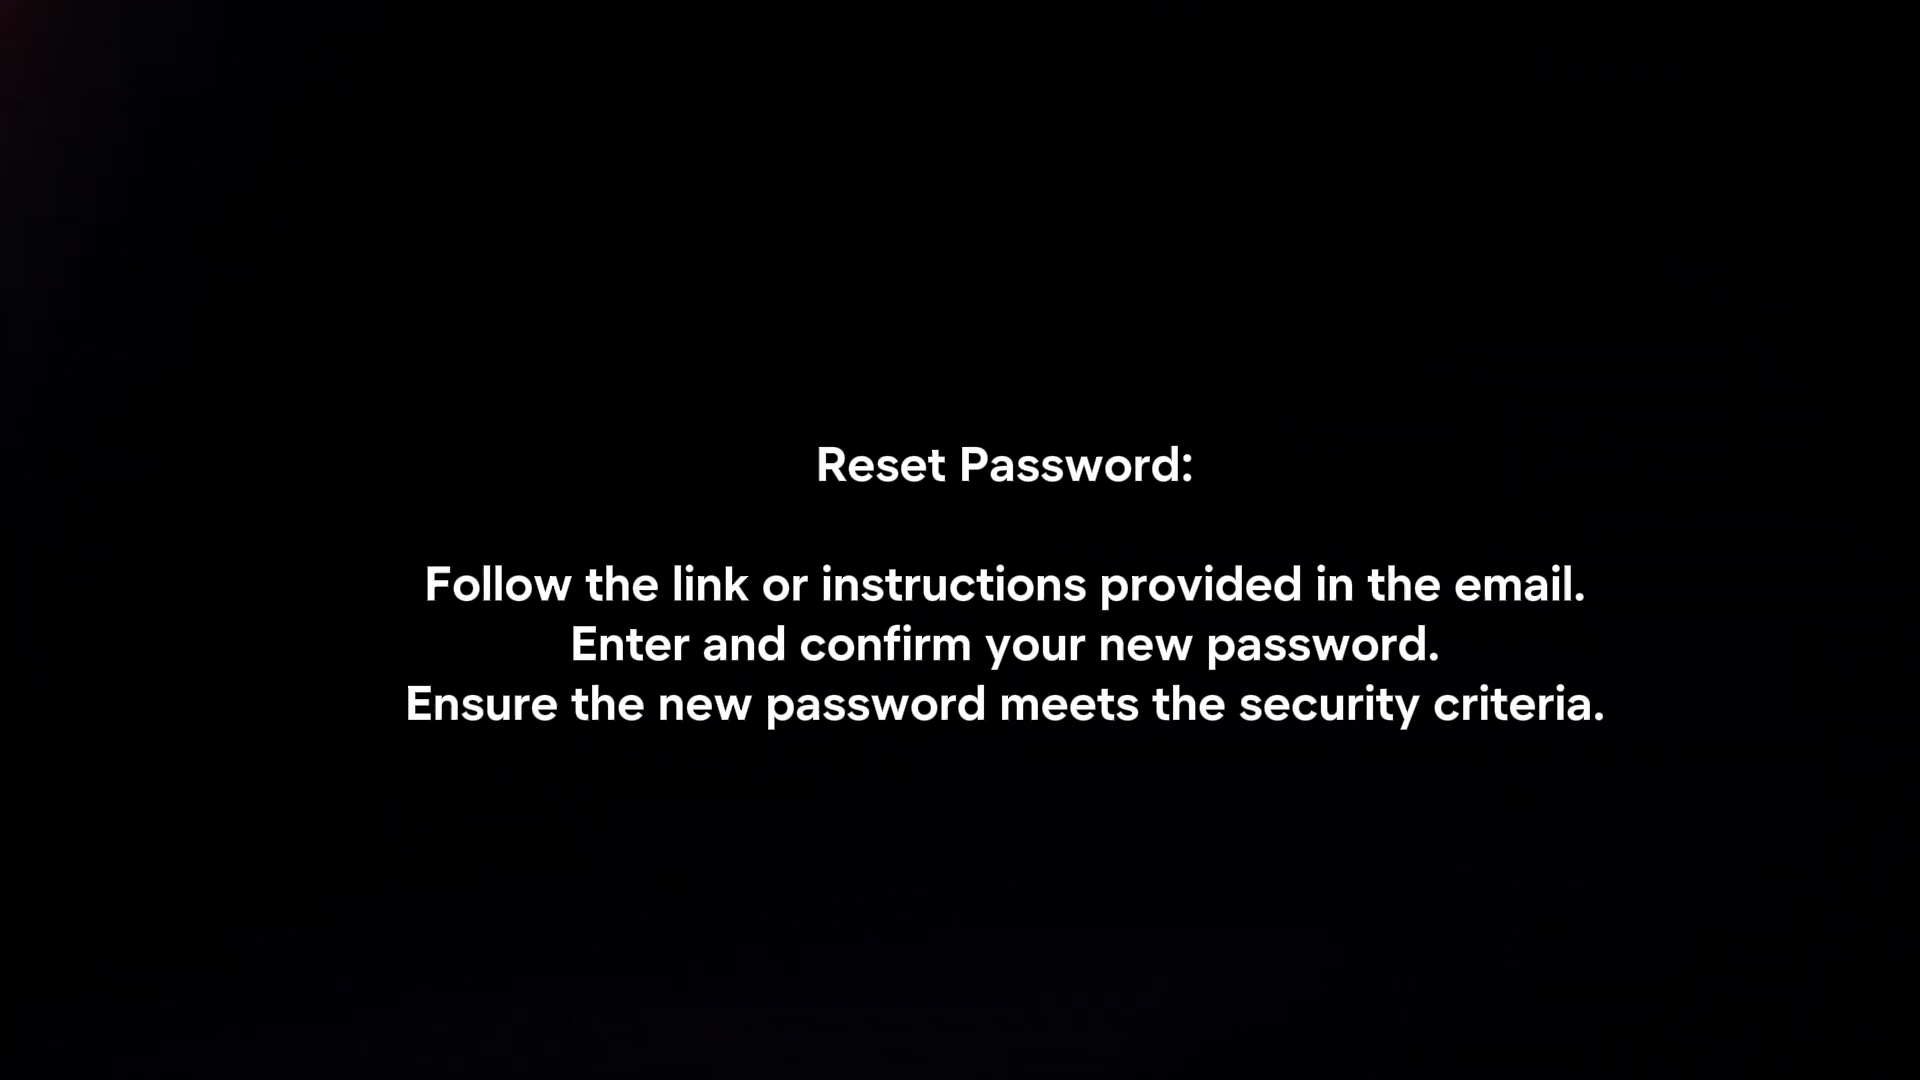 Reset Password:
Follow the link or instructions provided in the email.
Enter and confirm your new password.
Ensure the new password meets the security criteria.